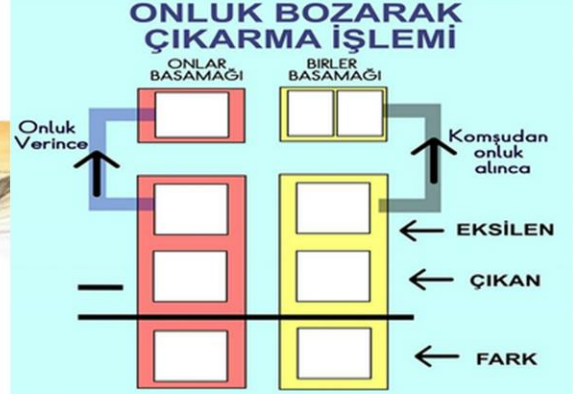 ONLUK BOZARAK
ÇIKARMA İŞLEMİ
ONLAR
BASAMAĞI
BİRLER
BASAMAĞI
Onluk
Verince
Komşudan
onluk
alınca
EKSİLEN
ÇIKAN
FARK